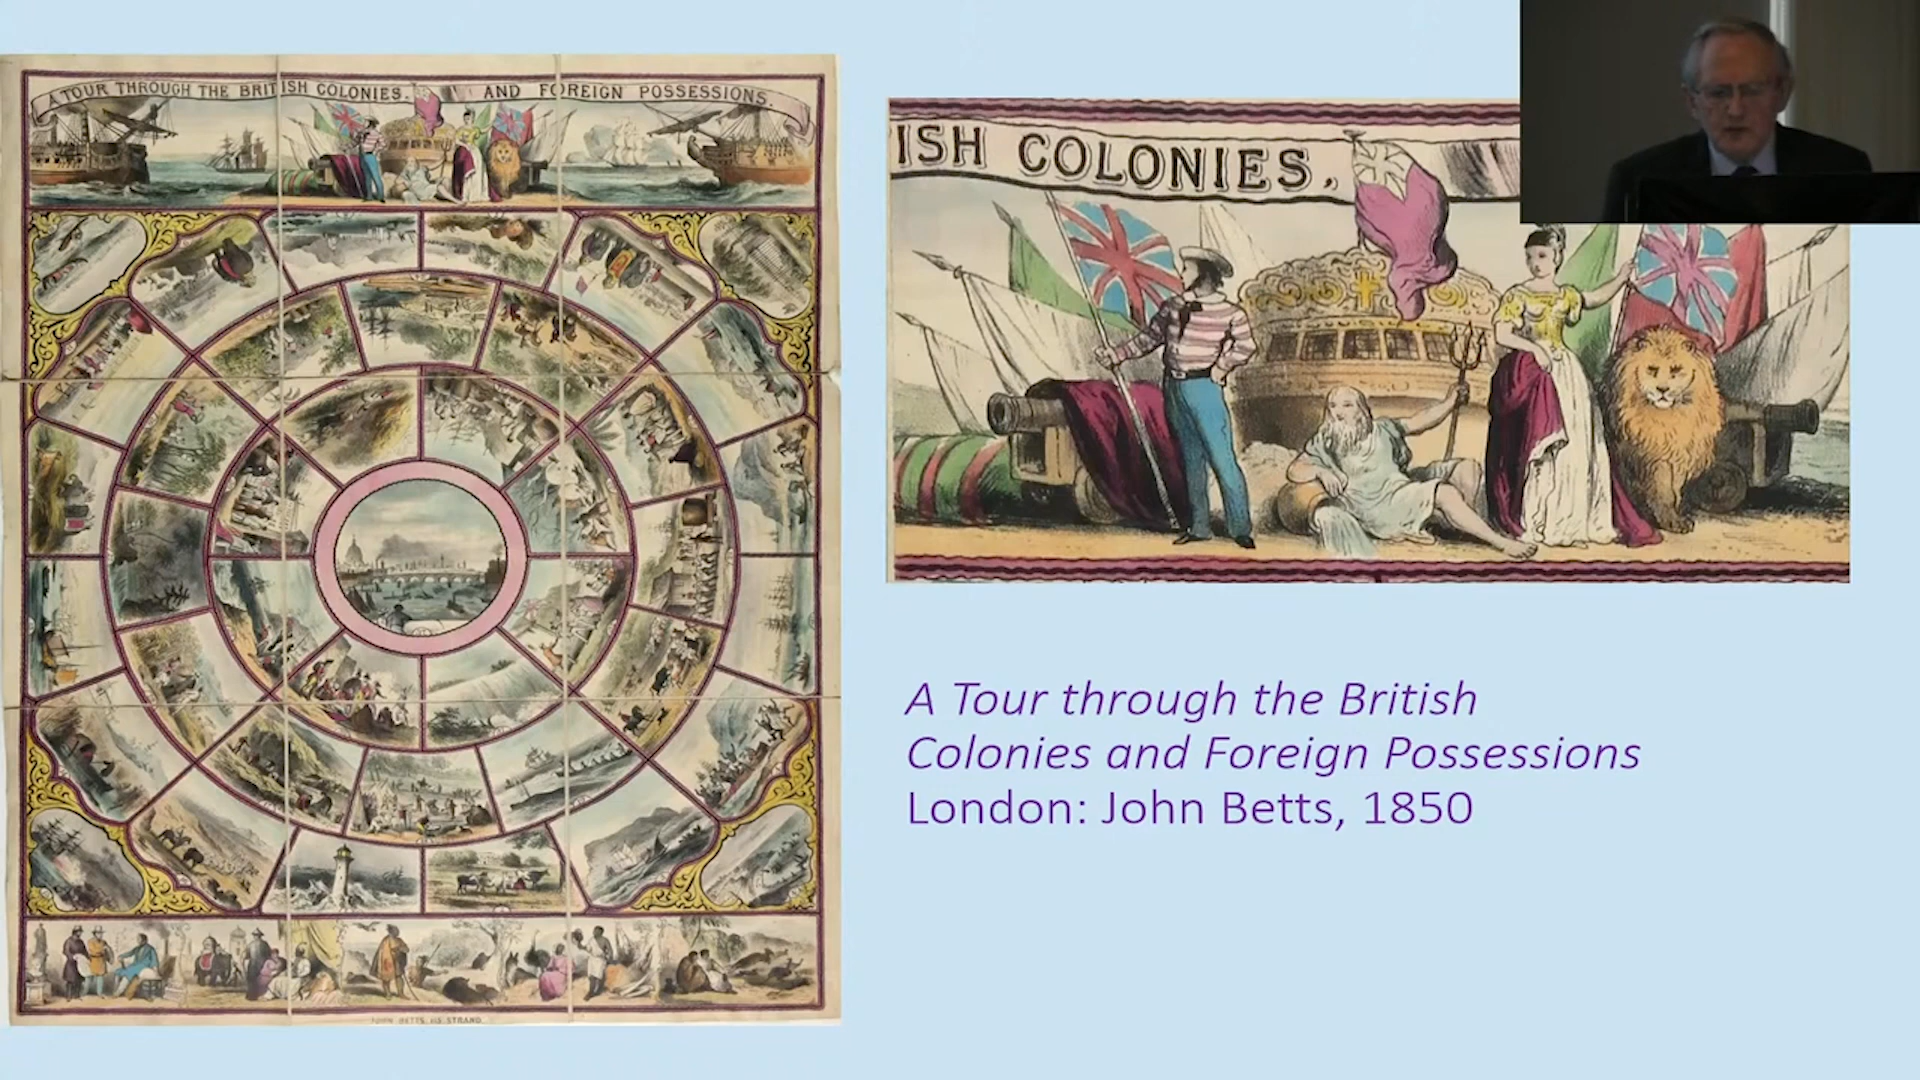 A TOUR THROUGH THE BRITISH COLONIES, AND FOREIGN POSSESSIONS.
JOHN BETTS, 115, STRAND
ISH COLONIES,
A Tour through the British
Colonies and Foreign Possessions
London: John Betts, 1850